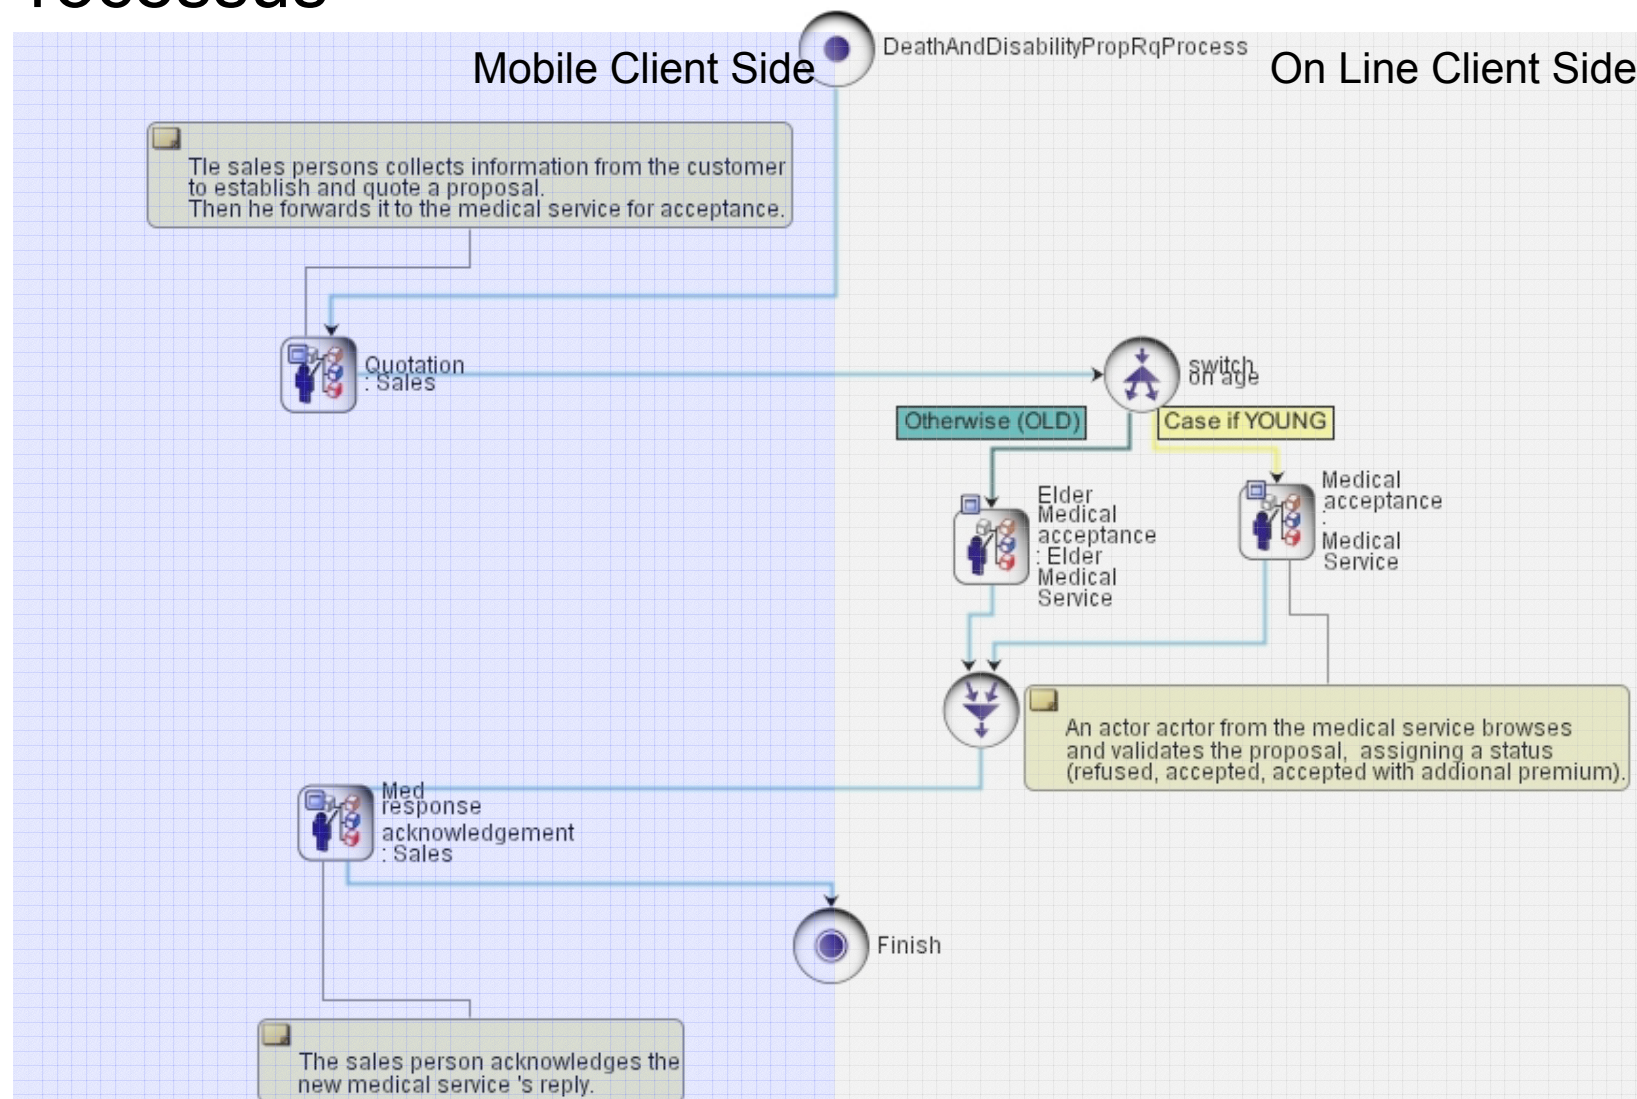 Mobile Client Side
DeathAndDisabilityPropRqProcess
On Line Client Side
Tle sales persons collects information from the customer
to establish and quote a proposal.
Then he forwards it to the medical service for acceptance.
Quotation
: Sales
switch
on age
Otherwise (OLD)
Case if YOUNG
Elder
Medical
acceptance
: Elder
Medical
Service
Medical
acceptance
:
Medical
Service
An actor acrtor from the medical service browses
and validates the proposal, assigning a status
(refused, accepted, accepted with addional premium).
Med
response
acknowledgement
: Sales
Finish
The sales person acknowledges the
new medical service 's reply.